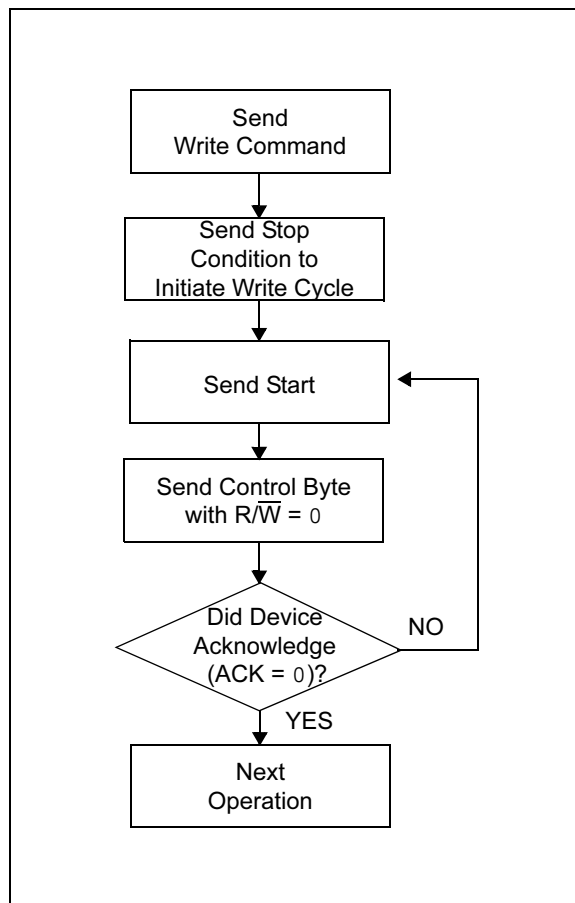 Send
Write Command
Send Stop
Condition to
Initiate Write Cycle
Send Start
Send Control Byte
with R/W̅ = 0
Did Device
Acknowledge
(ACK = 0)?
NO
YES
Next
Operation